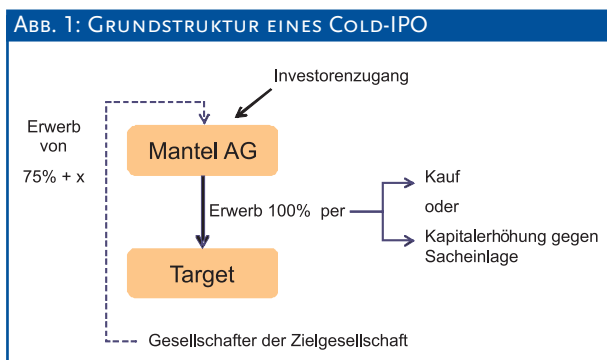 ABB. 1: GRUNDSTRUKTUR EINES COLD-IPO
Investorenzugang
Erwerb
von
75% + x
Mantel AG
Erwerb 100% per
Kauf
oder
Kapitalerhöhung gegen
Sacheinlage
Target
Gesellschafter der Zielgesellschaft